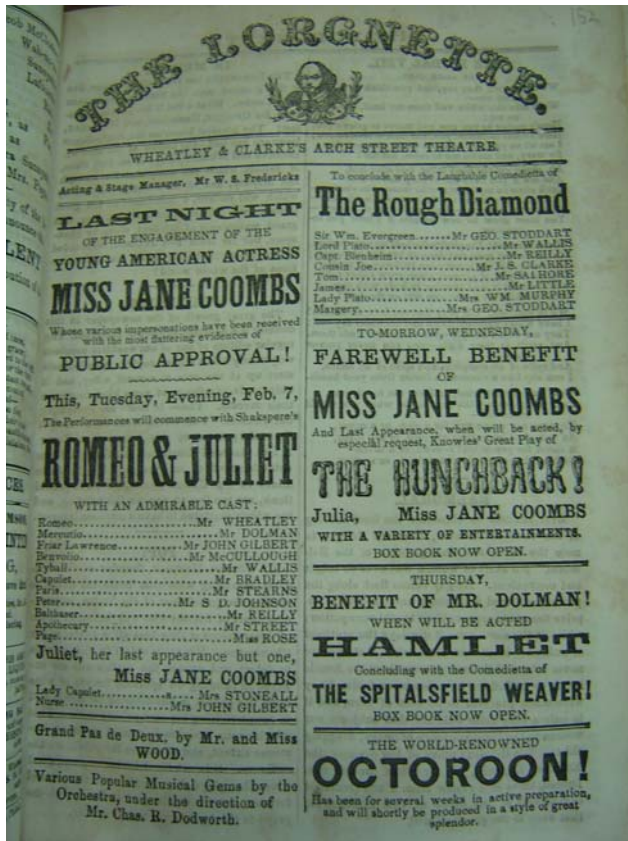 152
THE LORGNETTE.
WHEATLEY & CLARKE'S ARCH STREET THEATRE.
Acting & Stage Manager, Mr W. S. Fredericks
LAST NIGHT
OF THE ENGAGEMENT OF THE
YOUNG AMERICAN ACTRESS
MISS JANE COOMBS
Whose various impersonations have been received
with the most flattering evidences of
PUBLIC APPROVAL!
This, Tuesday, Evening, Feb. 7,
The Performances will commence with Shakspere's
ROMEO & JULIET
WITH AN ADMIRABLE CAST:
Romeo......................Mr WHEATLEY
Mercutio.....................Mr DOLMAN
Friar Lawrence.............Mr JOHN GILBERT
Benvolio.................Mr McCULLOUGH
Tybalt.......................Mr WALLIS
Capulet.....................Mr BRADLEY
Paris.......................Mr STEARNS
Peter..................Mr S D. JOHNSON
Balthaser.....................Mr REILLY
Apothecary...................Mr STREET
Page.........................Miss ROSE
Juliet, her last appearance but one,
Miss JANE COOMBS
Lady Capulet............Mrs STONEALL
Nurse................Mrs JOHN GILBERT
Grand Pas de Deux, by Mr. and Miss
WOOD.
Various Popular Musical Gems by the
Orchestra, under the direction of
Mr. Chas. R. Dodworth.
To conclude with the Laughable Comedietta of
The Rough Diamond
Sir Wm. Evergreen.......Mr GEO. STODDART
Lord Plato...................Mr WALLIS
Capt. Blenheim................Mr REILLY
Cousin Joe................Mr J. S. CLARKE
Tom.........................Mr SALHORE
James........................Mr LITTLE
Lady Plato.............Mrs WM. MURPHY
Margery..............Mrs GEO. STODDART
TO-MORROW, WEDNESDAY,
FAREWELL BENEFIT
OF
MISS JANE COOMBS
And Last Appearance, when will be acted, by
especial request, Knowles' Great Play of
THE HUNCHBACK!
Julia, Miss JANE COOMBS
WITH A VARIETY OF ENTERTAINMENTS.
BOX BOOK NOW OPEN.
THURSDAY,
BENEFIT OF MR. DOLMAN!
WHEN WILL BE ACTED
HAMLET
Concluding with the Comedietta of
THE SPITALSFIELD WEAVER!
BOX BOOK NOW OPEN.
THE WORLD-RENOWNED
OCTOROON!
Has been for several weeks in active preparation,
and will shortly be produced in a style of great
splendor.